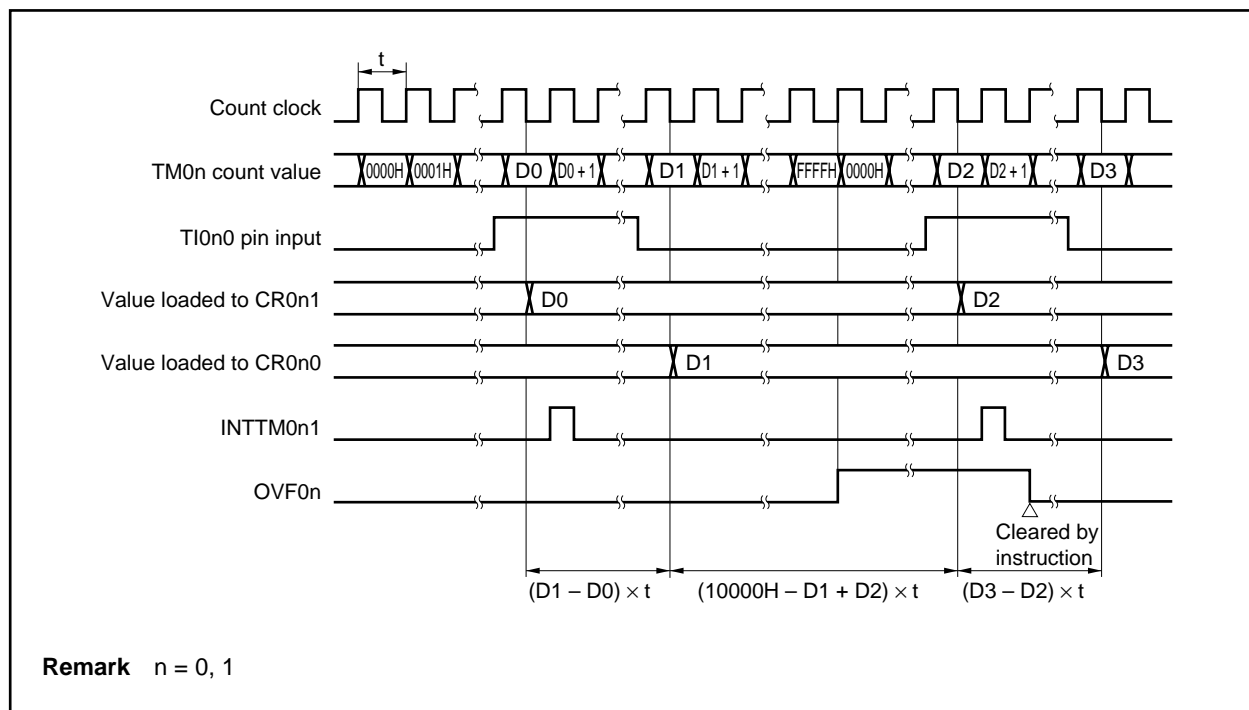 t
Count clock
TM0n count value
0000H 0001H D0 D0 + 1 D1 D1 + 1 FFFFH 0000H D2 D2 + 1 D3
TI0n0 pin input
Value loaded to CR0n1
D0 D2
Value loaded to CR0n0
D1 D3
INTTM0n1
OVF0n
Cleared by
instruction
(D1 – D0) × t (10000H – D1 + D2) × t (D3 – D2) × t
Remark n = 0, 1